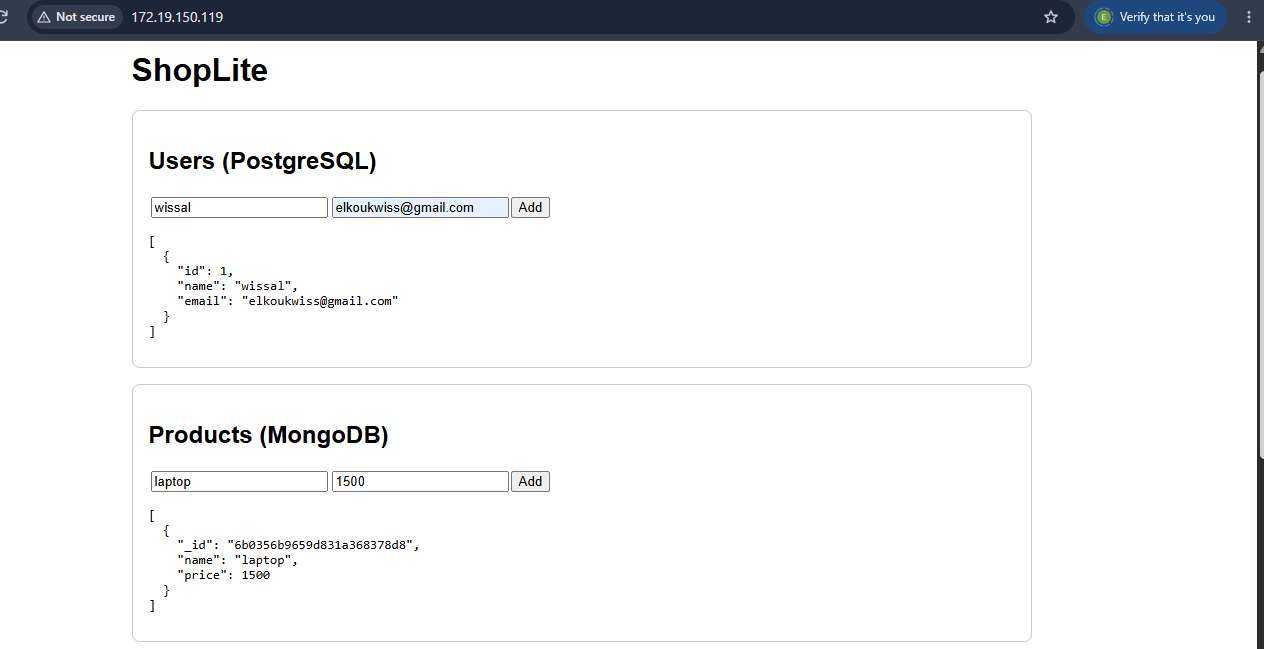 Not secure 172.19.150.119 E Verify that it's you
ShopLite
Users (PostgreSQL)
wissal elkoukwiss@gmail.com Add
[
{
"id": 1,
"name": "wissal",
"email": "elkoukwiss@gmail.com"
}
]
Products (MongoDB)
laptop 1500 Add
[
{
"_id": "6b0356b9659d831a368378d8",
"name": "laptop",
"price": 1500
}
]